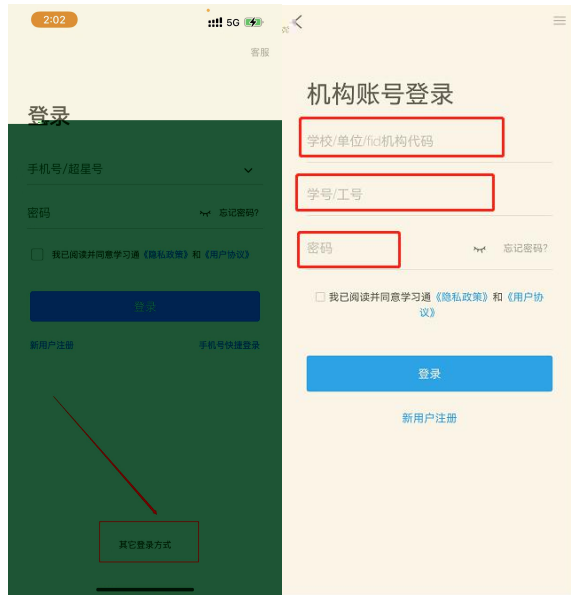 2:02
5G
客服
登录
手机号/超星号
密码
忘记密码?
我已阅读并同意学习通《隐私政策》和《用户协议》
登录
新用户注册
手机号快捷登录
其它登录方式
机构账号登录
学校/单位/fid机构代码
学号/工号
密码
忘记密码?
我已阅读并同意学习通《隐私政策》和《用户协
议》
登录
新用户注册